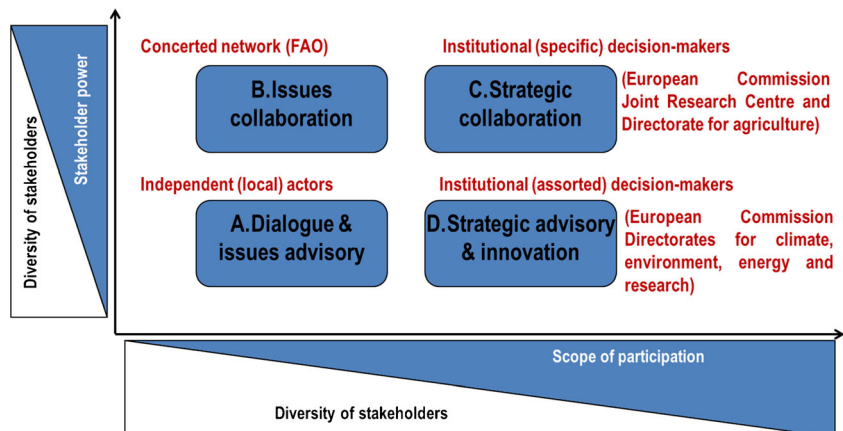 Concerted network (FAO)
Institutional (specific) decision-makers
B.Issues
collaboration
C.Strategic
collaboration
(European Commission
Joint Research Centre and
Directorate for agriculture)
Diversity of stakeholders
Stakeholder power
Independent (local) actors
Institutional (assorted) decision-makers
A.Dialogue &
issues advisory
D.Strategic advisory
& innovation
(European Commission
Directorates for climate,
environment, energy and
research)
Scope of participation
Diversity of stakeholders